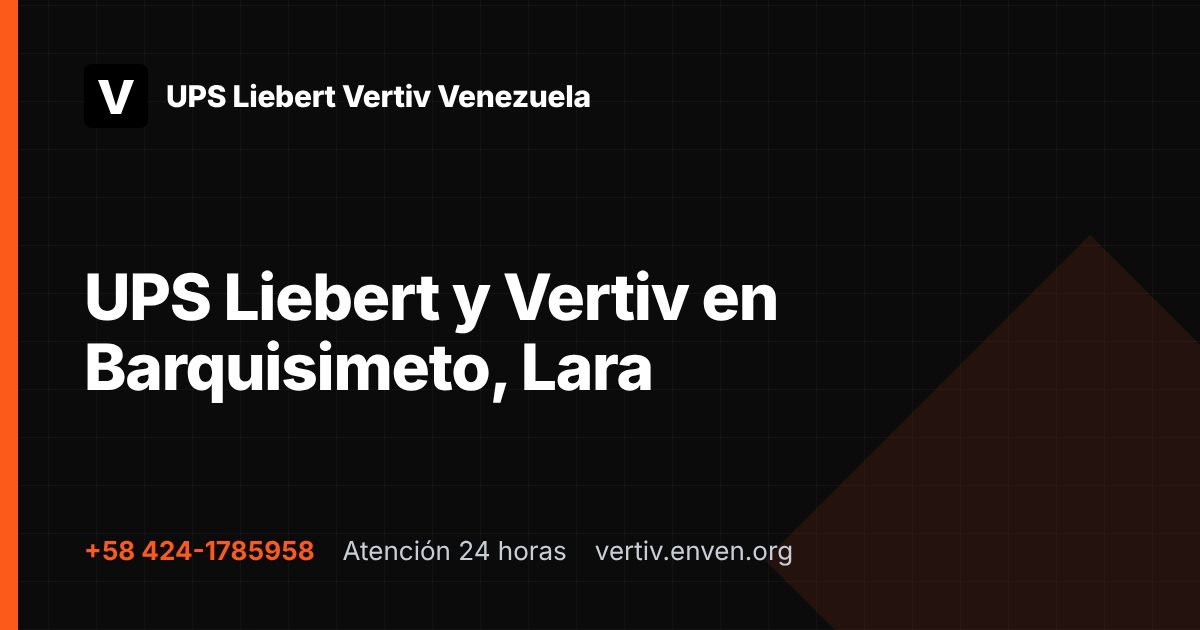 V
UPS Liebert Vertiv Venezuela
UPS Liebert y Vertiv en
Barquisimeto, Lara
+58 424-1785958 Atención 24 horas vertiv.enven.org